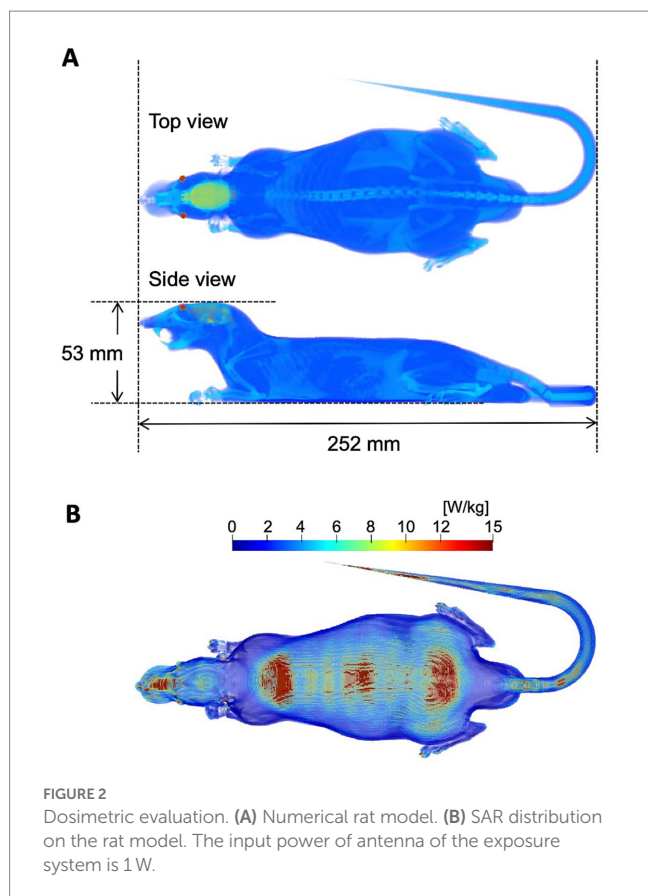 A
Top view
Side view
53 mm
252 mm
B
[W/kg]
0 2 4 6 8 10 12 15
FIGURE 2
Dosimetric evaluation. (A) Numerical rat model. (B) SAR distribution
on the rat model. The input power of antenna of the exposure
system is 1 W.